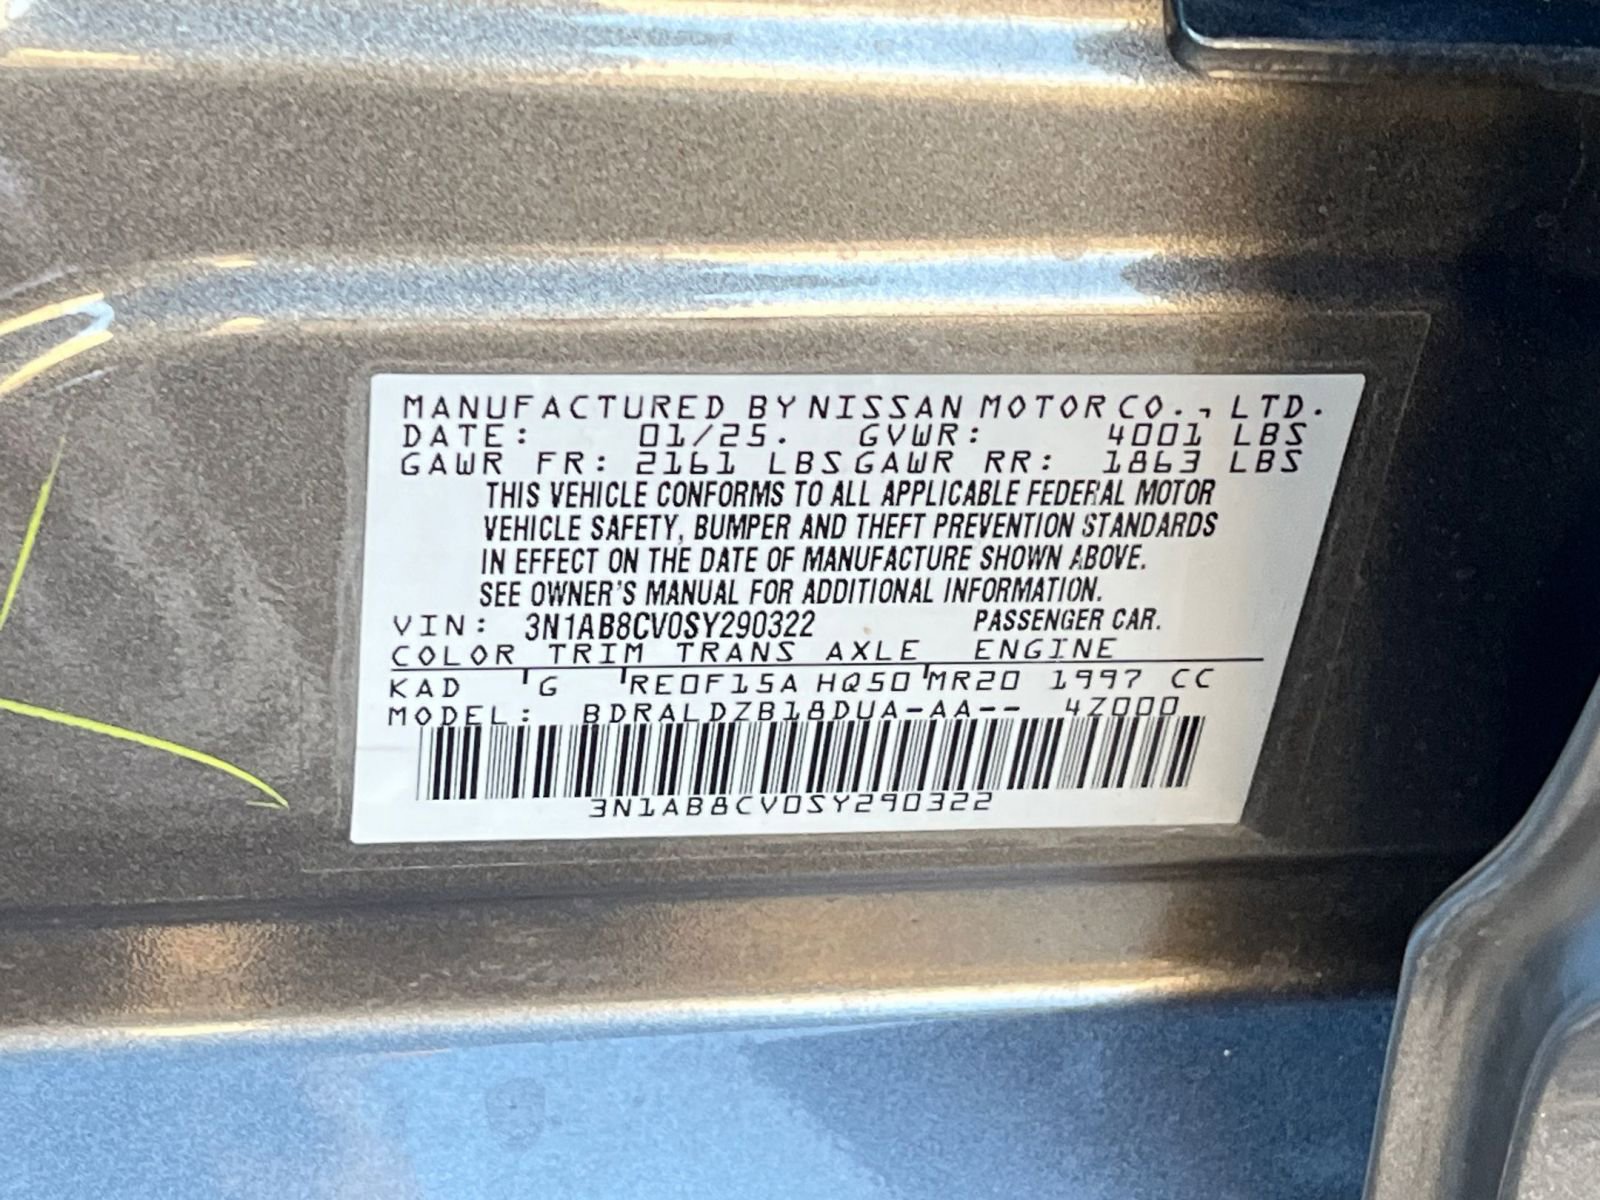 MANUFACTURED BY NISSAN MOTOR CO., LTD.
DATE: 01/25. GVWR: 4001 LBS
GAWR FR: 2161 LBS GAWR RR: 1863 LBS
THIS VEHICLE CONFORMS TO ALL APPLICABLE FEDERAL MOTOR
VEHICLE SAFETY, BUMPER AND THEFT PREVENTION STANDARDS
IN EFFECT ON THE DATE OF MANUFACTURE SHOWN ABOVE.
SEE OWNER'S MANUAL FOR ADDITIONAL INFORMATION.
VIN: 3N1AB8CV0SY290322 PASSENGER CAR.
COLOR TRIM TRANS AXLE ENGINE
KAD G RE0F15A HQ50 MR20 1997 CC
MODEL: BDRALDZB18DUA-AA-- 4Z000
3N1AB8CV0SY290322